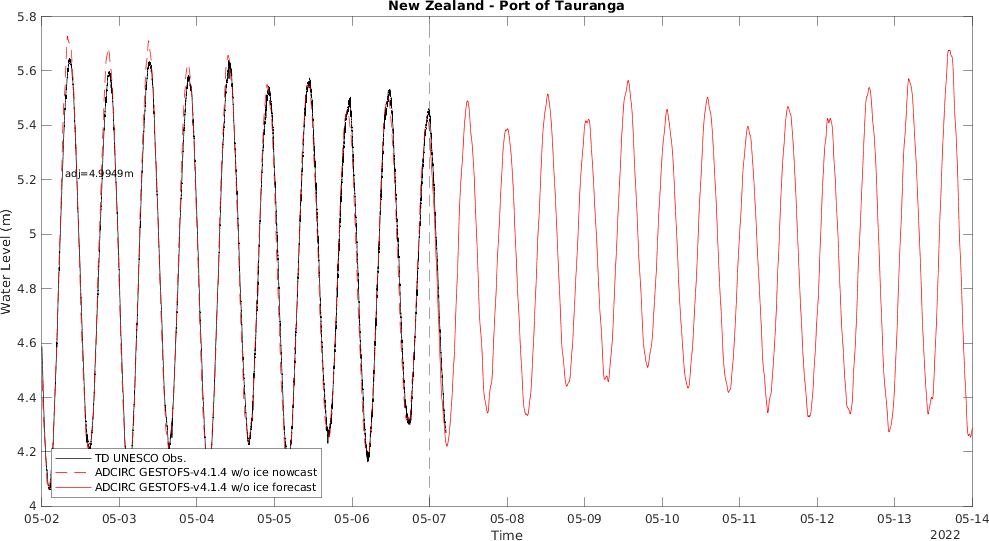 New Zealand - Port of Tauranga
Water Level (m)
5.8
5.6
5.4
5.2
5
4.8
4.6
4.4
4.2
4
adj=4.9949m
TD UNESCO Obs.
ADCIRC GESTOFS-v4.1.4 w/o ice nowcast
ADCIRC GESTOFS-v4.1.4 w/o ice forecast
05-02 05-03 05-04 05-05 05-06 05-07 05-08 05-09 05-10 05-11 05-12 05-13 05-14
Time
2022